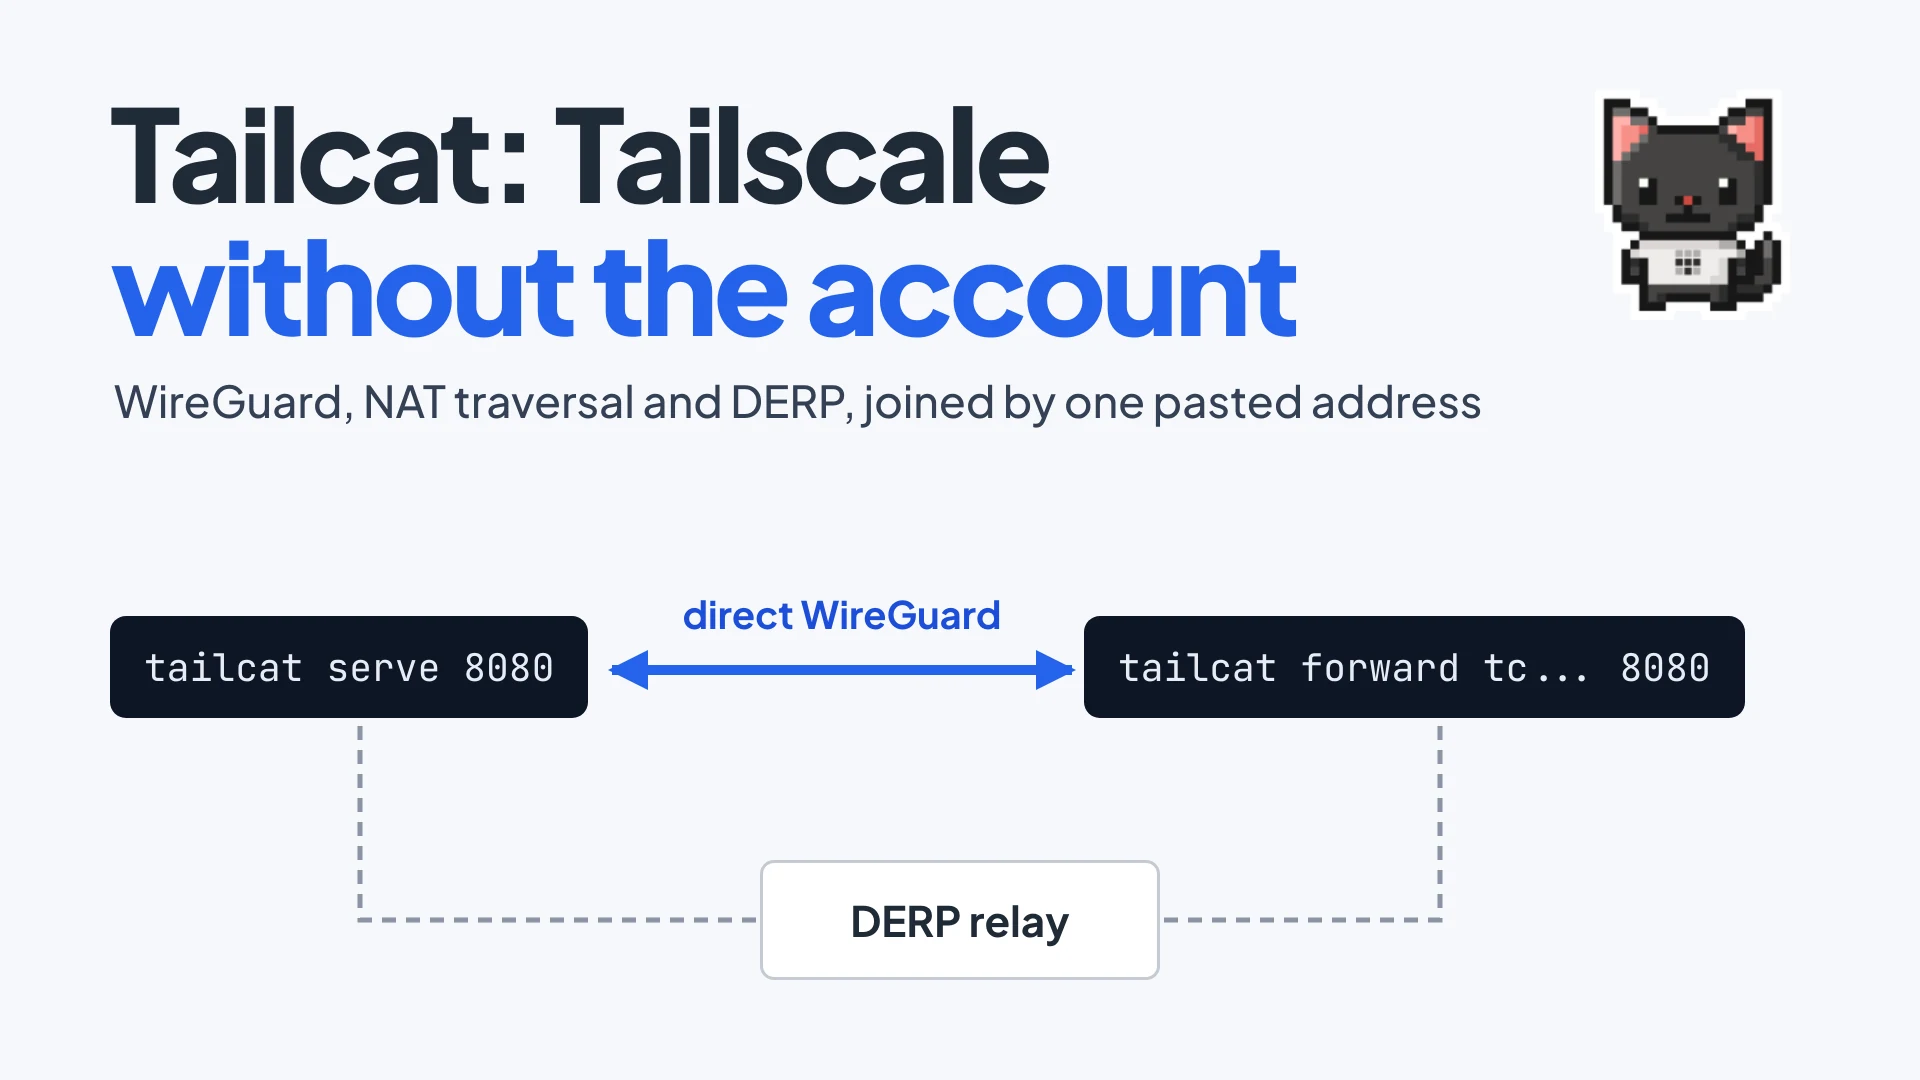 Tailcat: Tailscale
without the account
WireGuard, NAT traversal and DERP, joined by one pasted address
direct WireGuard
tailcat serve 8080
tailcat forward tc... 8080
DERP relay